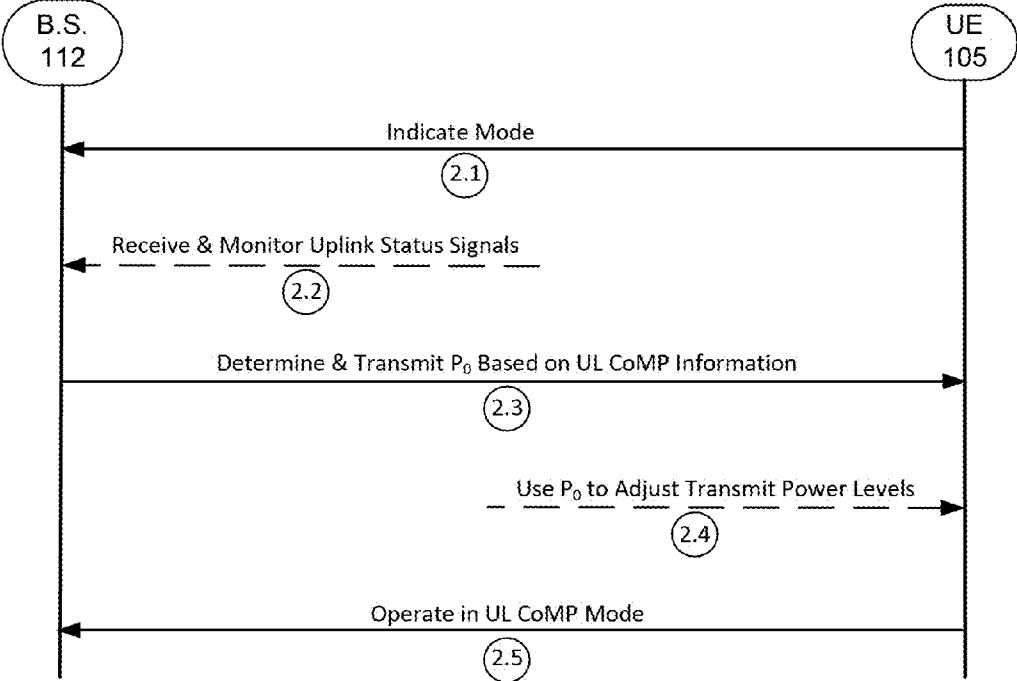 B.S.
112
UE
105
Indicate Mode
2.1
Receive & Monitor Uplink Status Signals
2.2
Determine & Transmit P₀ Based on UL CoMP Information
2.3
Use P₀ to Adjust Transmit Power Levels
2.4
Operate in UL CoMP Mode
2.5